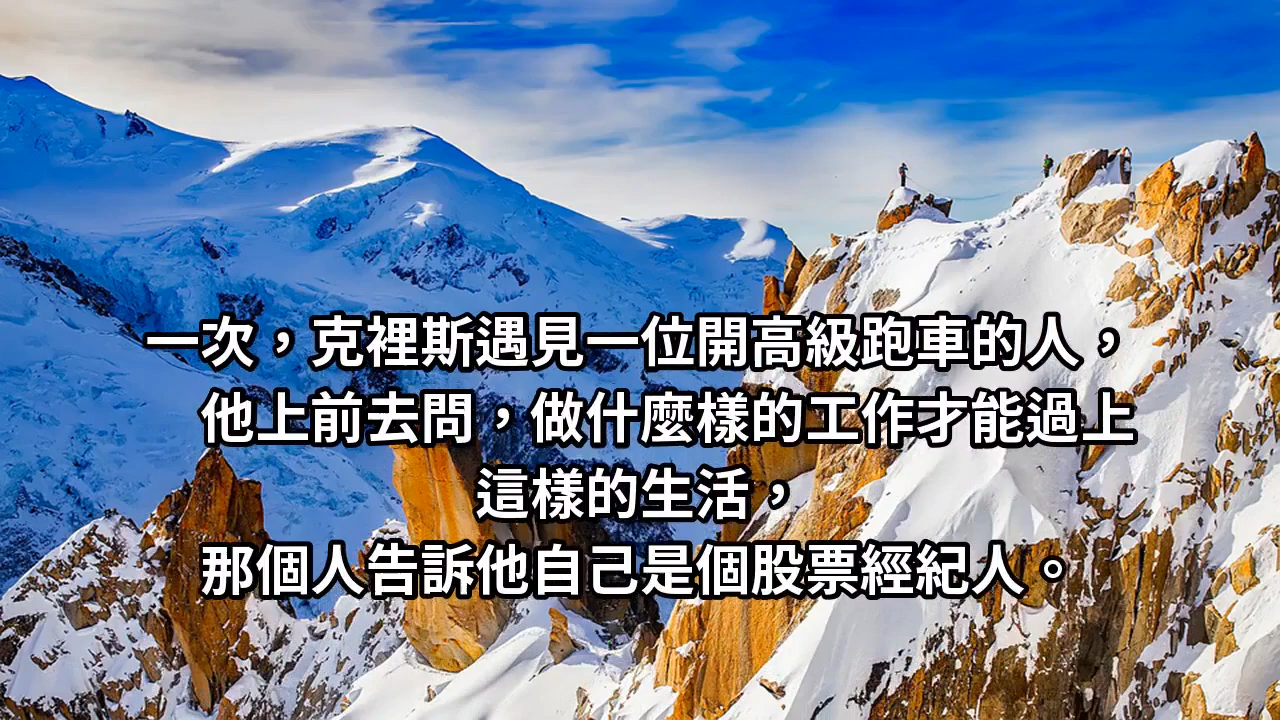 一次，克裡斯遇見一位開高級跑車的人，
他上前去問，做什麼樣的工作才能過上
這樣的生活，
那個人告訴他自己是個股票經紀人。